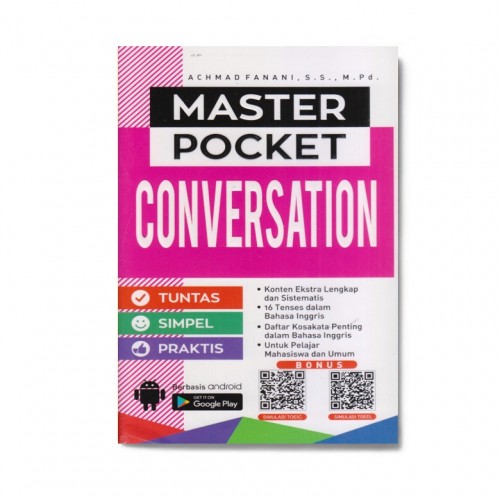 ACHMAD FANANI, S.S., M.Pd.
MASTER
POCKET
CONVERSATION
TUNTAS
SIMPEL
PRAKTIS
• Konten Ekstra Lengkap
dan Sistematis
• 16 Tenses dalam
Bahasa Inggris
• Daftar Kosakata Penting
dalam Bahasa Inggris
• Untuk Pelajar
Mahasiswa dan Umum
BONUS
Berbasis android
GET IT ON
Google Play
SIMULASI TOEIC
SIMULASI TOEFL